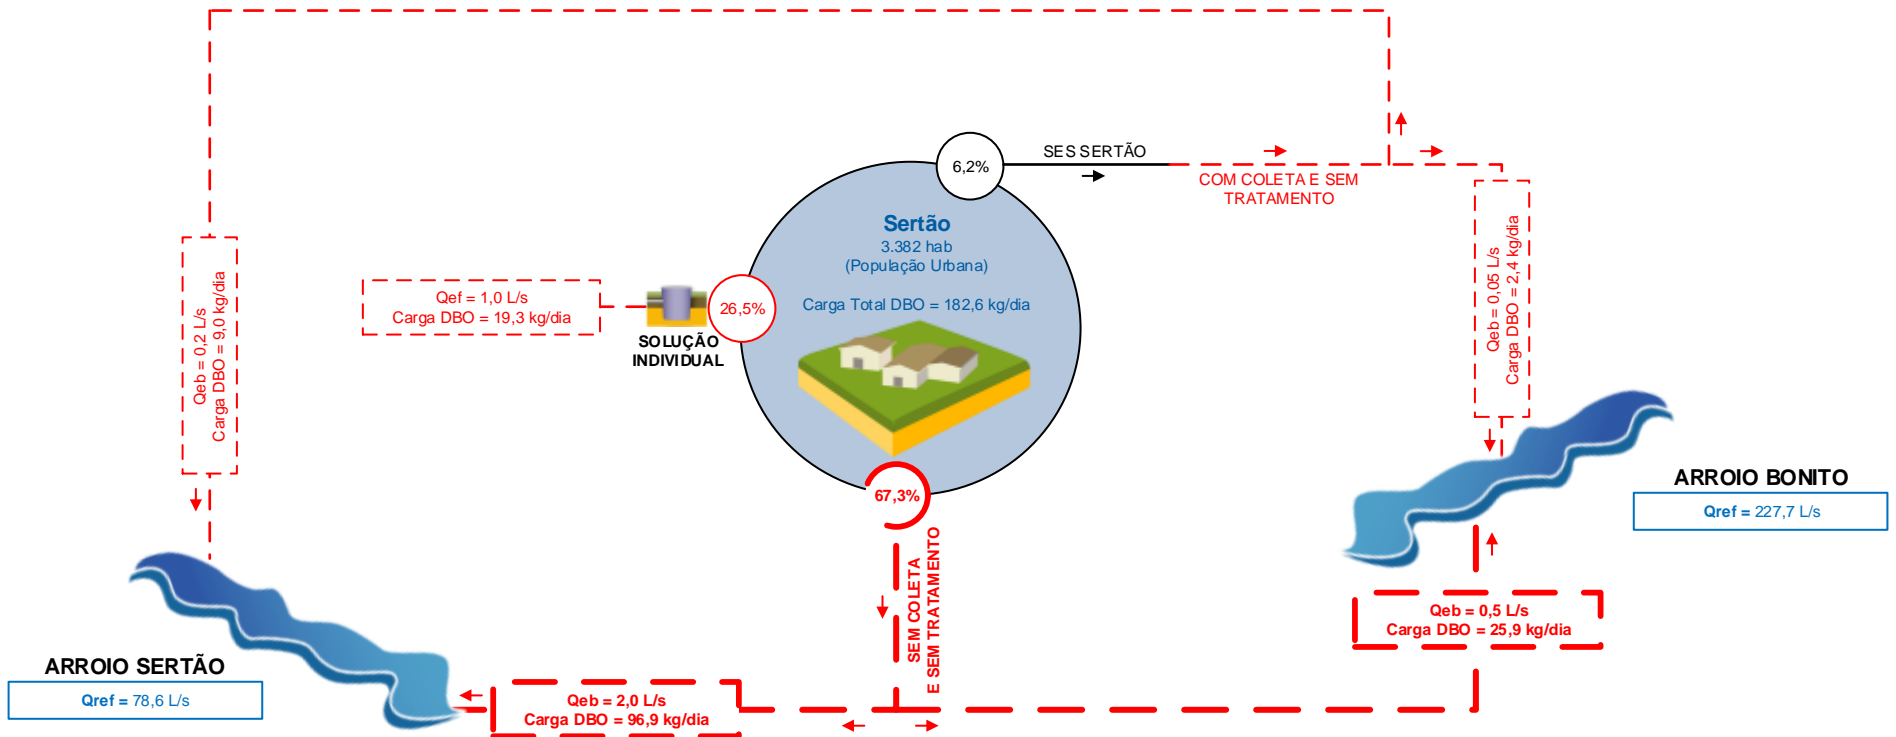 6,2%
SES SERTÃO
COM COLETA E SEM
TRATAMENTO
Sertão
3.382 hab
(População Urbana)
Carga Total DBO = 182,6 kg/dia
26,5%
SOLUÇÃO
INDIVIDUAL
Qef = 1,0 L/s
Carga DBO = 19,3 kg/dia
Qeb = 0,2 L/s
Carga DBO = 9,0 kg/dia
Qeb = 0,05 L/s
Carga DBO = 2,4 kg/dia
67,3%
SEM COLETA
E SEM TRATAMENTO
ARROIO BONITO
Qref = 227,7 L/s
Qeb = 0,5 L/s
Carga DBO = 25,9 kg/dia
ARROIO SERTÃO
Qref = 78,6 L/s
Qeb = 2,0 L/s
Carga DBO = 96,9 kg/dia